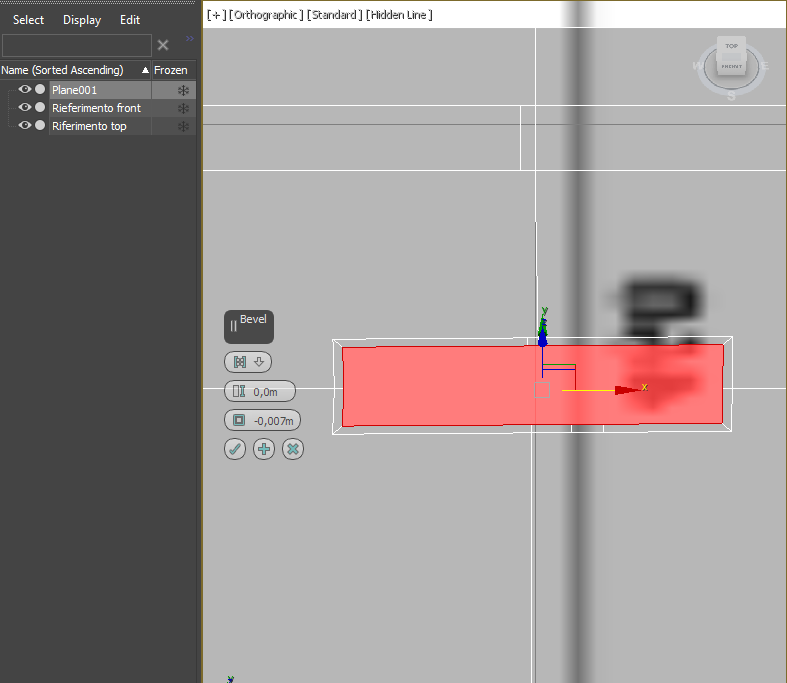 Select Display Edit
[+] [Orthographic] [Standard] [Hidden Line]
Name (Sorted Ascending) Frozen
Plane001
Rieferimento front
Riferimento top
TOP
FRONT
W E
S
y
Bevel
0,0m
x
-0,007m
y